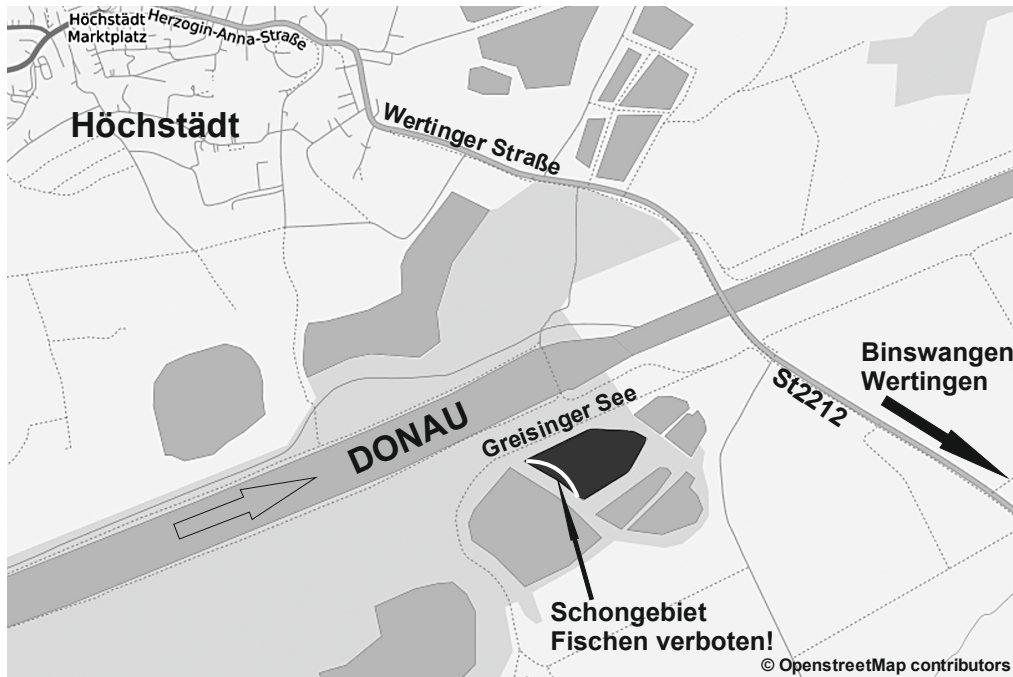 Höchstädt
Marktplatz
Herzogin-Anna-Straße
Höchstädt
Wertinger Straße
Binswangen
Wertingen
St2212
DONAU
Greisinger See
Schongebiet
Fischen verboten!
© OpenstreetMap contributors